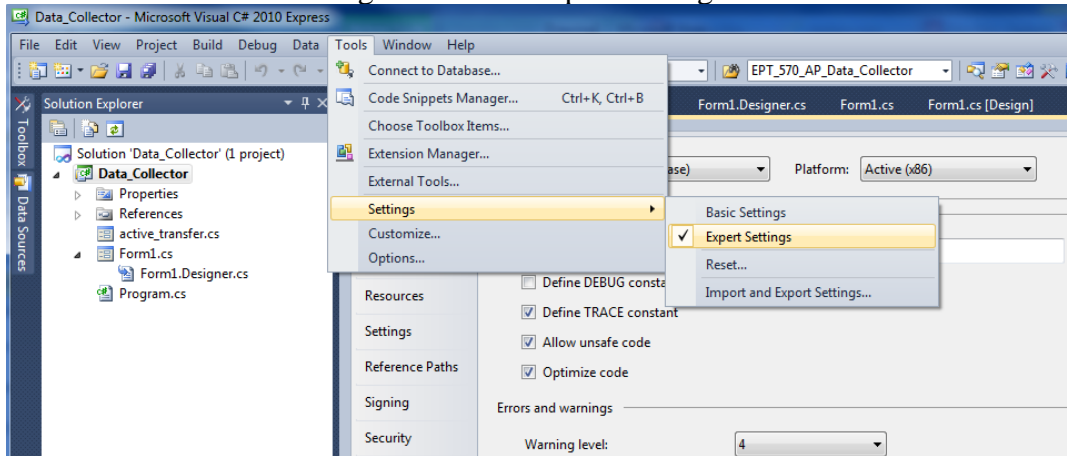 Data_Collector - Microsoft Visual C# 2010 Express
File Edit View Project Build Debug Data Tools Window Help
EPT_570_AP_Data_Collector
Solution Explorer
Toolbox
Data Sources
Solution 'Data_Collector' (1 project)
Data_Collector
Properties
References
active_transfer.cs
Form1.cs
Form1.Designer.cs
Program.cs
Connect to Database...
Code Snippets Manager... Ctrl+K, Ctrl+B
Choose Toolbox Items...
Extension Manager...
External Tools...
Settings
Customize...
Options...
Basic Settings
Expert Settings
Reset...
Import and Export Settings...
Form1.Designer.cs Form1.cs Form1.cs [Design]
ase) Platform: Active (x86)
Resources
Settings
Reference Paths
Signing
Security
Define DEBUG consta
Define TRACE constant
Allow unsafe code
Optimize code
Errors and warnings
Warning level: 4